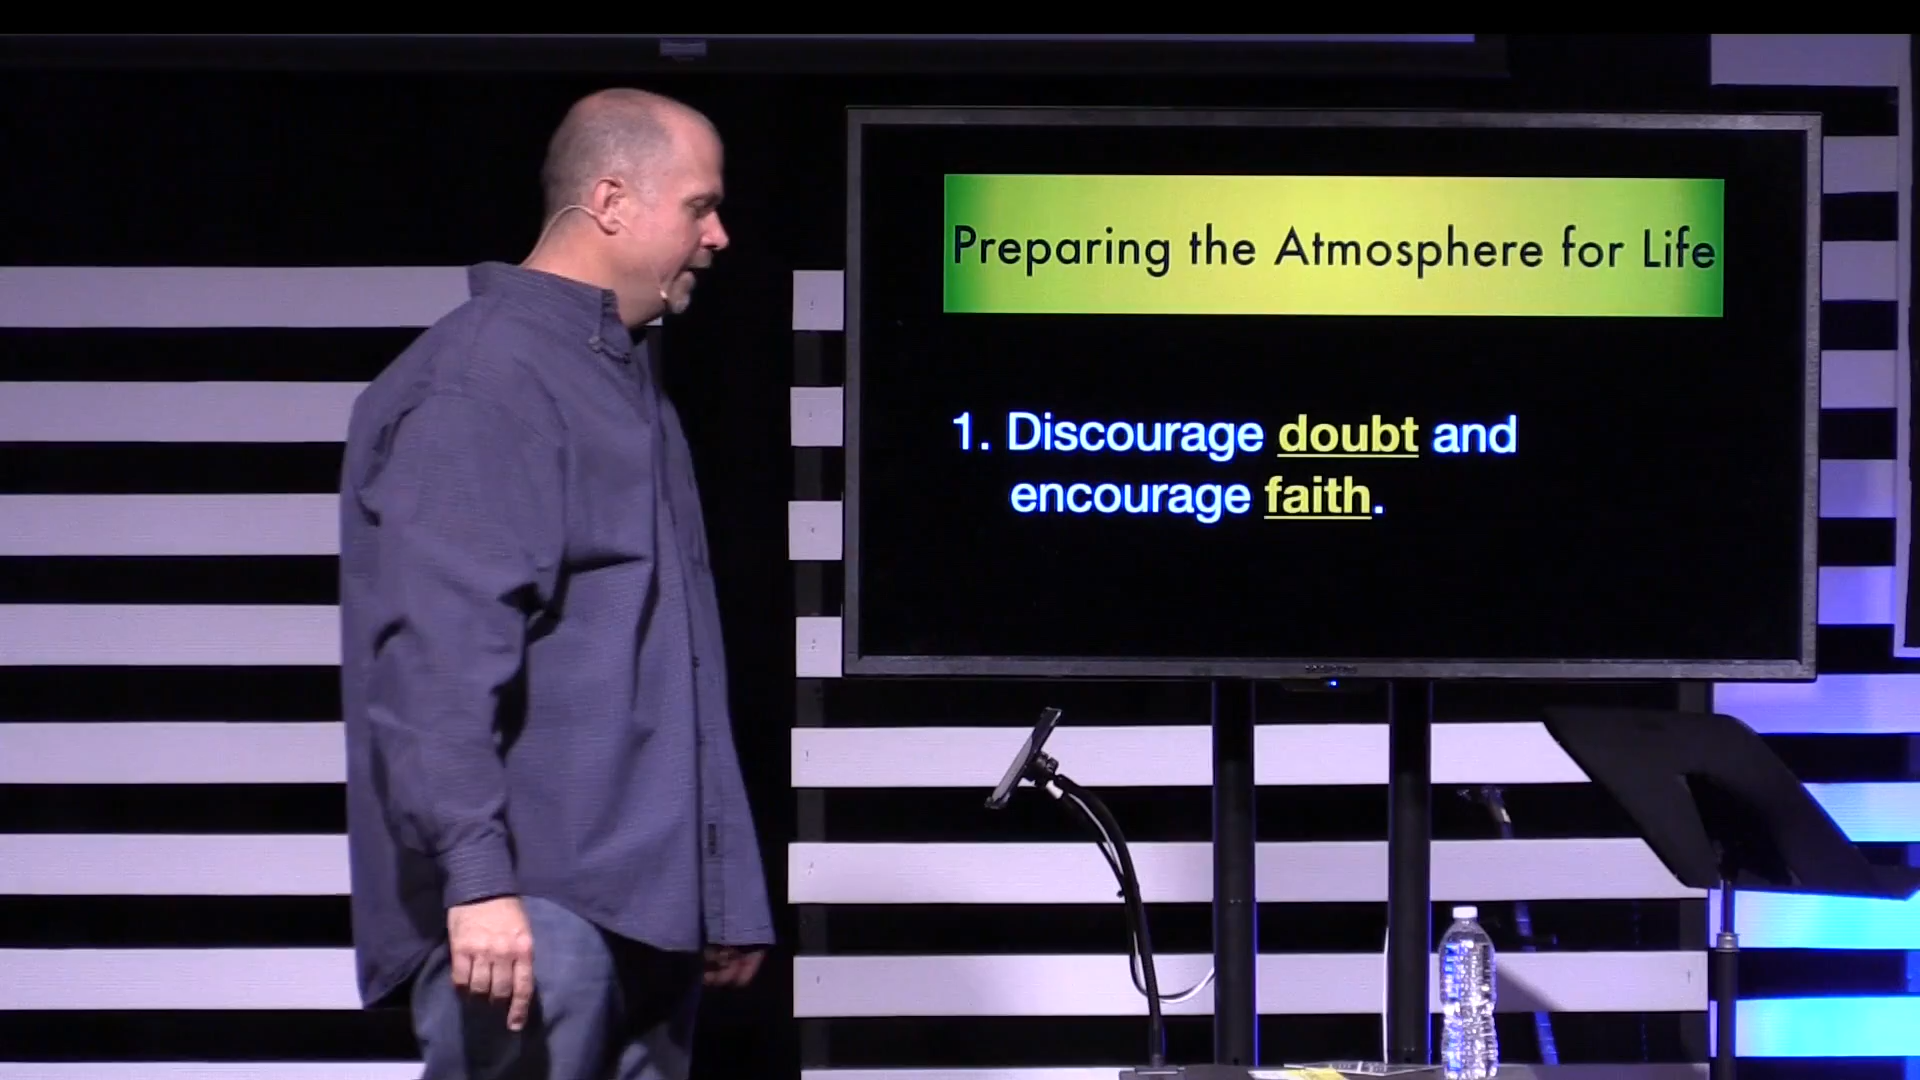 Preparing the Atmosphere for Life
1. Discourage doubt and
encourage faith.